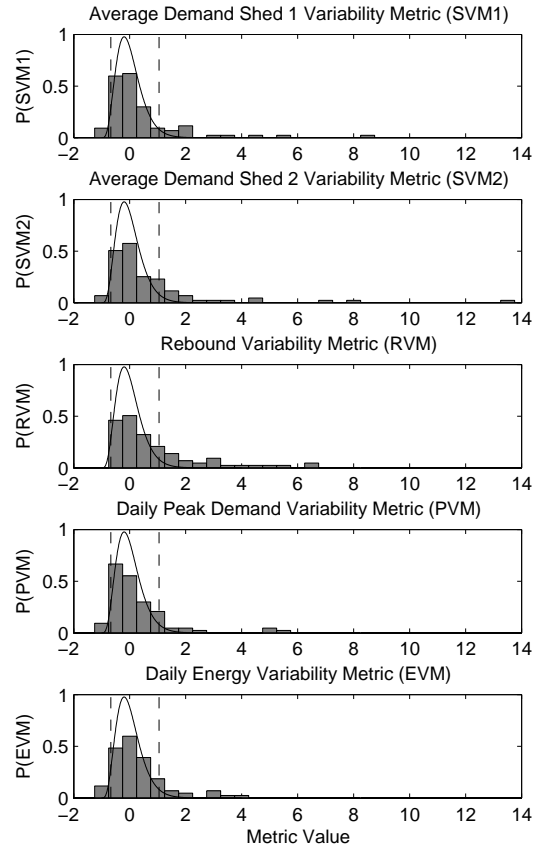 Average Demand Shed 1 Variability Metric (SVM1)
1
0.5
0
P(SVM1)
−2 0 2 4 6 8 10 12 14
Average Demand Shed 2 Variability Metric (SVM2)
1
0.5
0
P(SVM2)
−2 0 2 4 6 8 10 12 14
Rebound Variability Metric (RVM)
1
0.5
0
P(RVM)
−2 0 2 4 6 8 10 12 14
Daily Peak Demand Variability Metric (PVM)
1
0.5
0
P(PVM)
−2 0 2 4 6 8 10 12 14
Daily Energy Variability Metric (EVM)
1
0.5
0
P(EVM)
−2 0 2 4 6 8 10 12 14
Metric Value